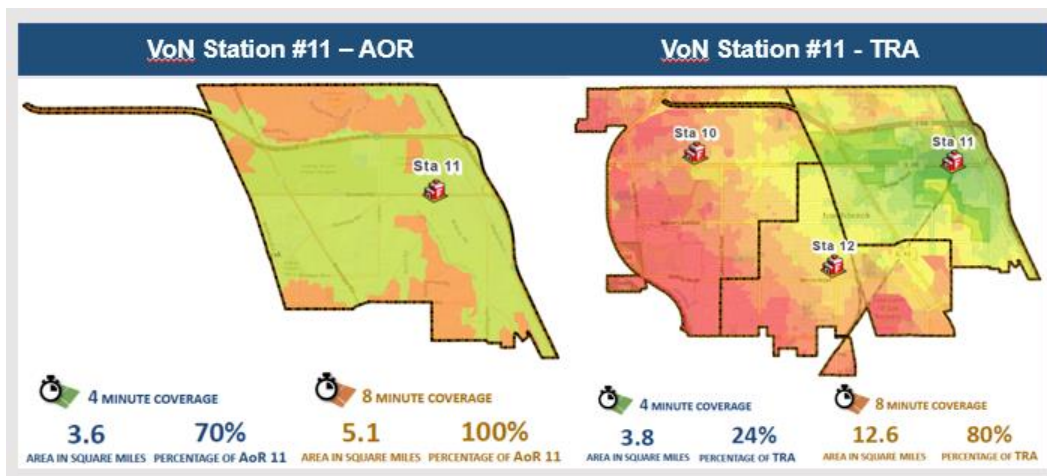 VoN Station #11 – AOR
Sta 11
4 MINUTE COVERAGE
8 MINUTE COVERAGE
3.6
70%
5.1
100%
AREA IN SQUARE MILES
PERCENTAGE OF AoR 11
AREA IN SQUARE MILES
PERCENTAGE OF AoR 11
VoN Station #11 - TRA
Sta 10
Sta 11
Northbrook
Sta 12
4 MINUTE COVERAGE
8 MINUTE COVERAGE
3.8
24%
12.6
80%
AREA IN SQUARE MILES
PERCENTAGE OF TRA
AREA IN SQUARE MILES
PERCENTAGE OF TRA